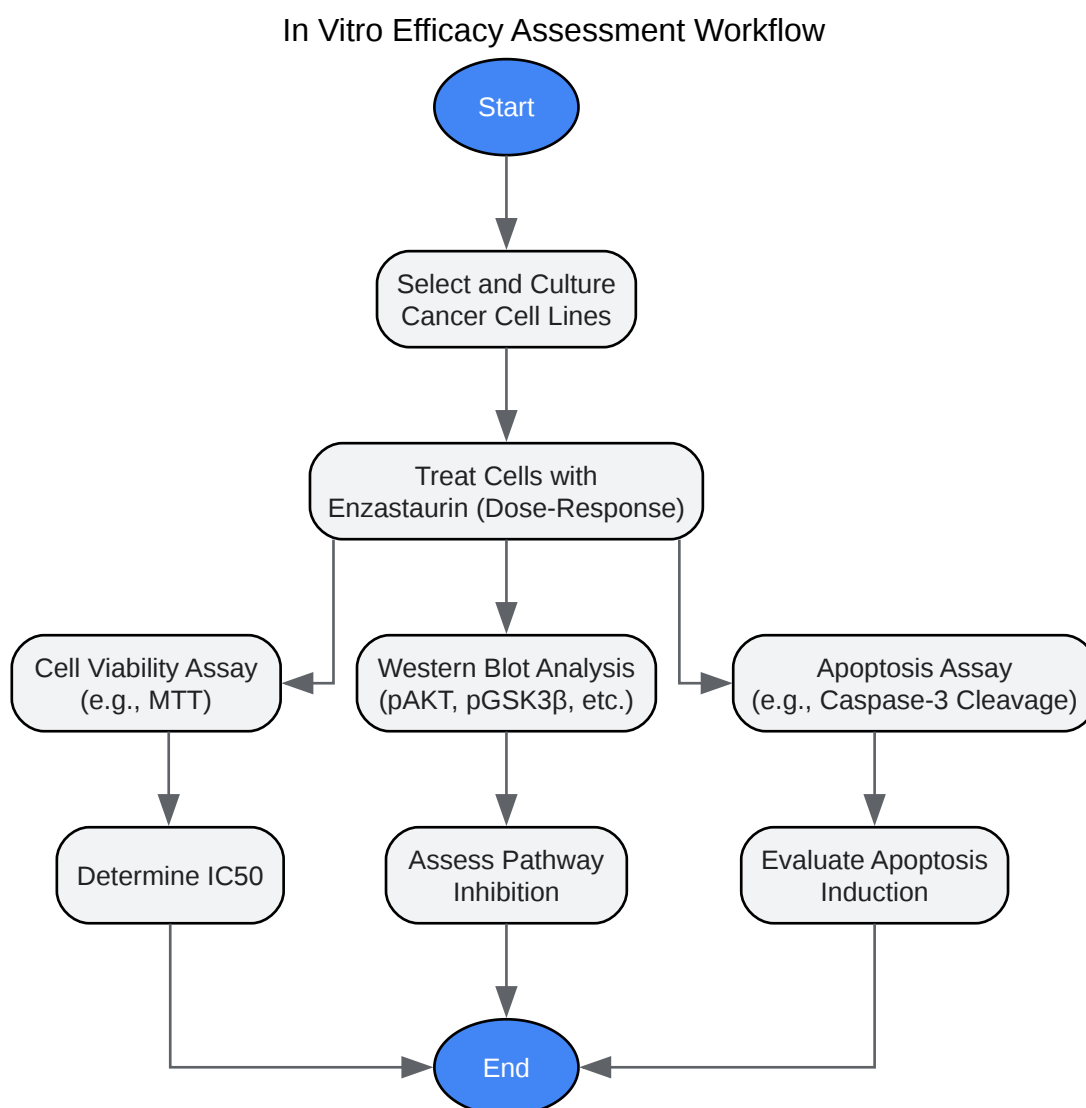 In Vitro Efficacy Assessment Workflow
Start
Select and Culture
Cancer Cell Lines
Treat Cells with
Enzastaurin (Dose-Response)
Cell Viability Assay
(e.g., MTT)
Western Blot Analysis
(pAKT, pGSK3β, etc.)
Apoptosis Assay
(e.g., Caspase-3 Cleavage)
Determine IC50
Assess Pathway
Inhibition
Evaluate Apoptosis
Induction
End